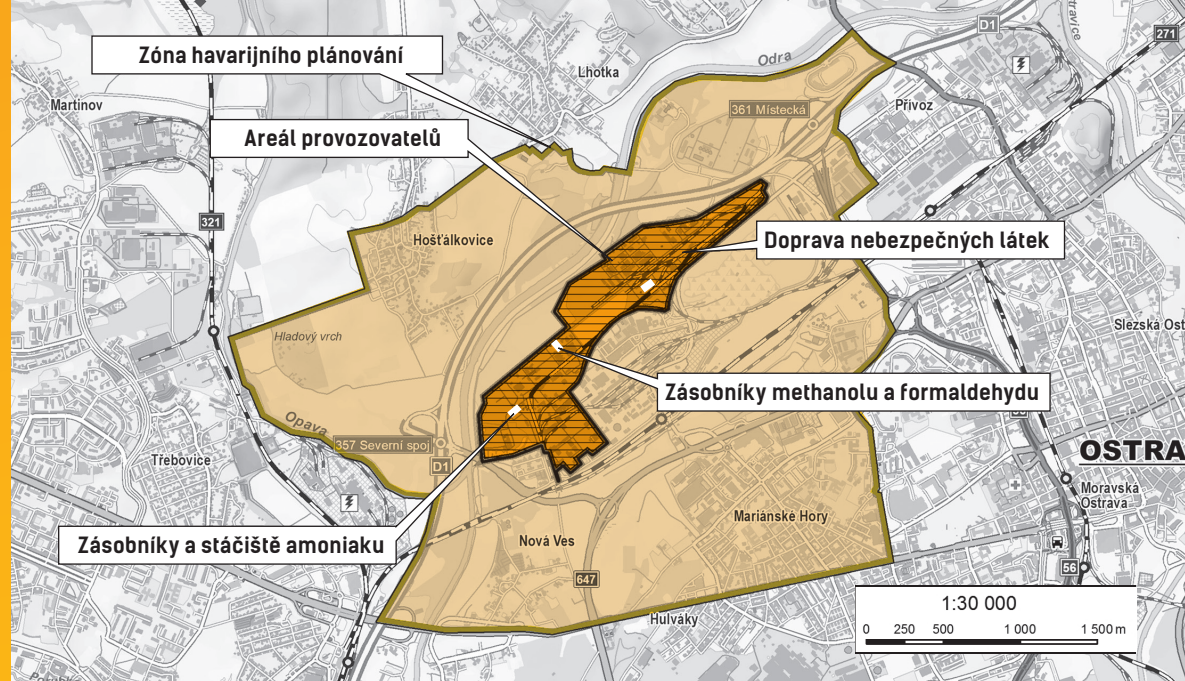 D1
271
Zóna havarijního plánování
Odra
Lhotka
Martinov
Přívoz
361 Místecká
Areál provozovatelů
321
Hošťálkovice
Doprava nebezpečných látek
Slezská Ost
Hladový vrch
Zásobníky methanolu a formaldehydu
Opava
357 Severní spoj
OSTRA
Třebovice
D1
Moravská
Ostrava
Mariánské Hory
Zásobníky a stáčiště amoniaku
Nová Ves
56
647
Hulváky
1:30 000
0 250 500 1 000 1 500 m